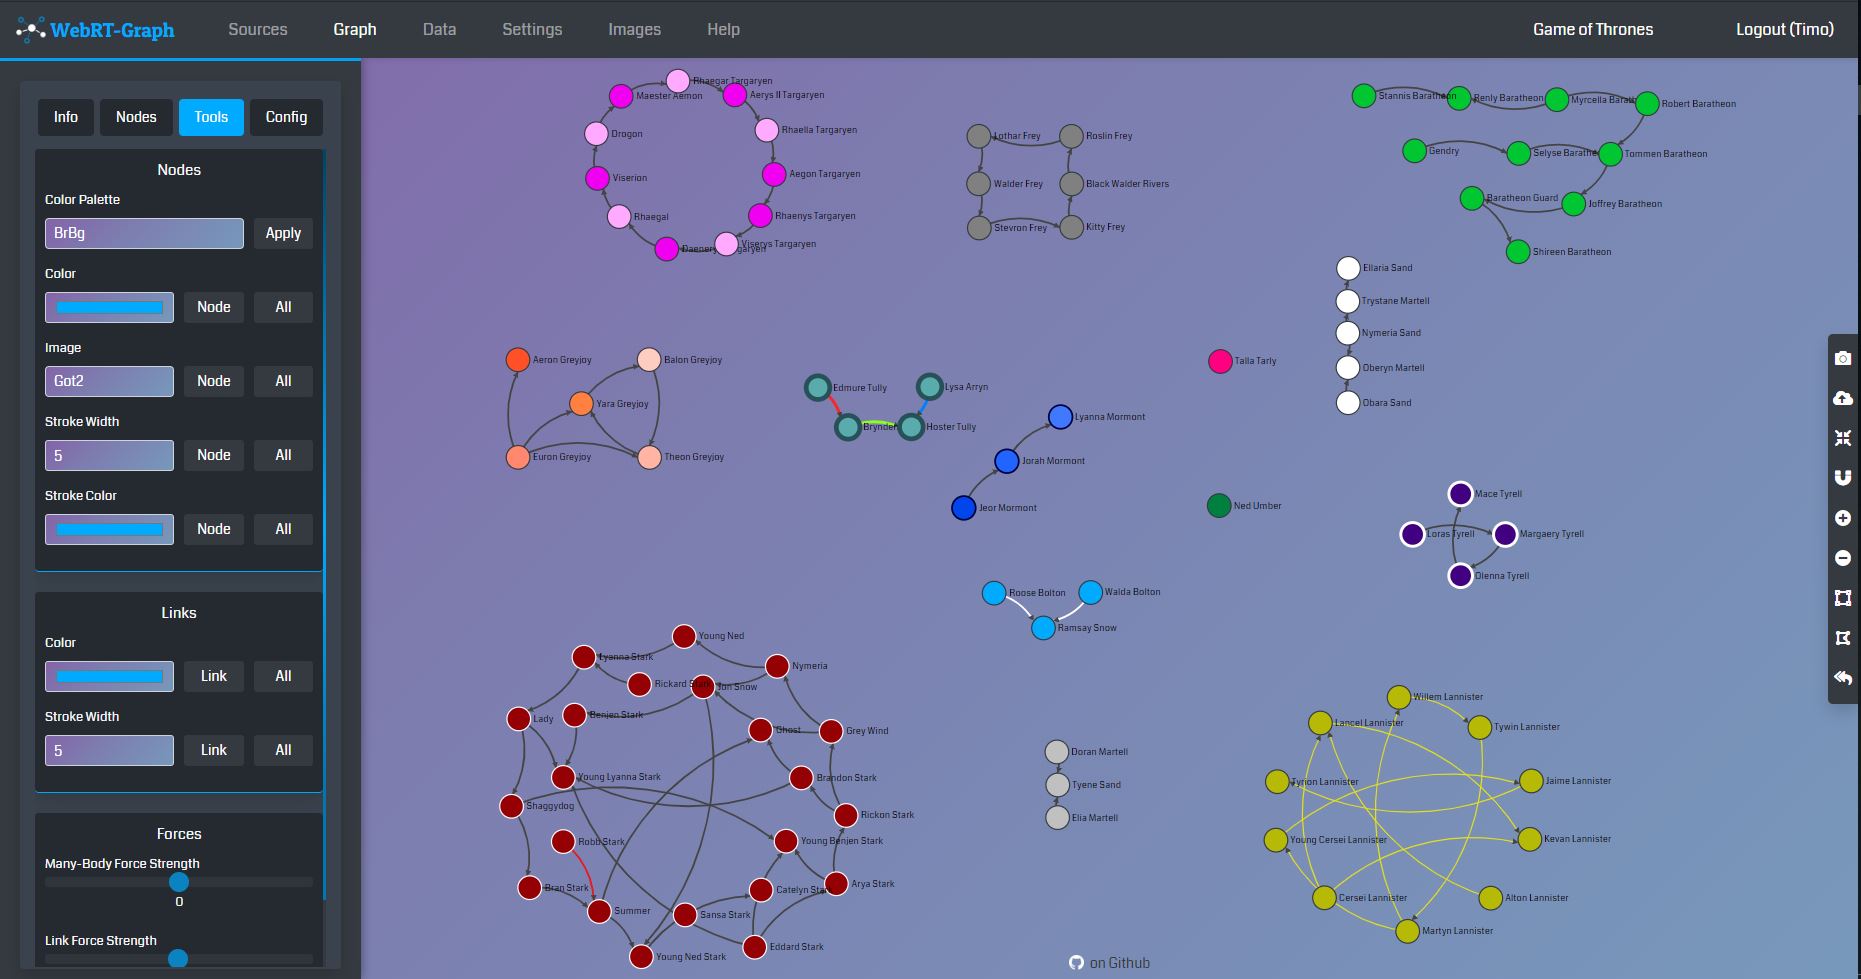 WebRT-Graph Sources Graph Data Settings Images Help Game of Thrones Logout (Timo)
Info Nodes Tools Config
Nodes
Color Palette
BrBg Apply
Color
Node All
Image
Got2 Node All
Stroke Width
5 Node All
Stroke Color
Node All
Links
Color
Link All
Stroke Width
5 Link All
Forces
Many-Body Force Strength
0
Link Force Strength
Rhaegar Targaryen
Maester Aemon
Aerys II Targaryen
Drogon
Rhaella Targaryen
Viserion
Aegon Targaryen
Rhaegal
Rhaenys Targaryen
Viserys Targaryen
Lothar Frey
Roslin Frey
Walder Frey
Black Walder Rivers
Stevron Frey
Kitty Frey
Stannis Baratheon
Renly Baratheon
Myrcella
Robert Baratheon
Gendry
Selyse
Tommen Baratheon
Baratheon Guard
Joffrey Baratheon
Shireen Baratheon
Ellaria Sand
Trystane Martell
Nymeria Sand
Oberyn Martell
Obara Sand
Aeron Greyjoy
Balon Greyjoy
Yara Greyjoy
Euron Greyjoy
Theon Greyjoy
Edmure Tully
Lysa Arryn
Hoster Tully
Talla Tarly
Lyanna Mormont
Jorah Mormont
Jeor Mormont
Ned Umber
Mace Tyrell
Loras Tyrell
Margaery Tyrell
Olenna Tyrell
Roose Bolton
Walda Bolton
Ramsay Snow
Young Ned
Lyanna Stark
Nymeria
Rickard
Jon Snow
Lady
Benjen Stark
Ghost
Grey Wind
Young Lyanna Stark
Brandon Stark
Shaggydog
Rickon Stark
Robb Stark
Young Benjen Stark
Bran Stark
Catelyn
Arya Stark
Summer
Sansa Stark
Eddard Stark
Young Ned Stark
Doran Martell
Tyene Sand
Elia Martell
Willem Lannister
Lancel Lannister
Tywin Lannister
Tyrion Lannister
Jaime Lannister
Young Cersei Lannister
Kevan Lannister
Cersei Lannister
Alton Lannister
Martyn Lannister
on Github